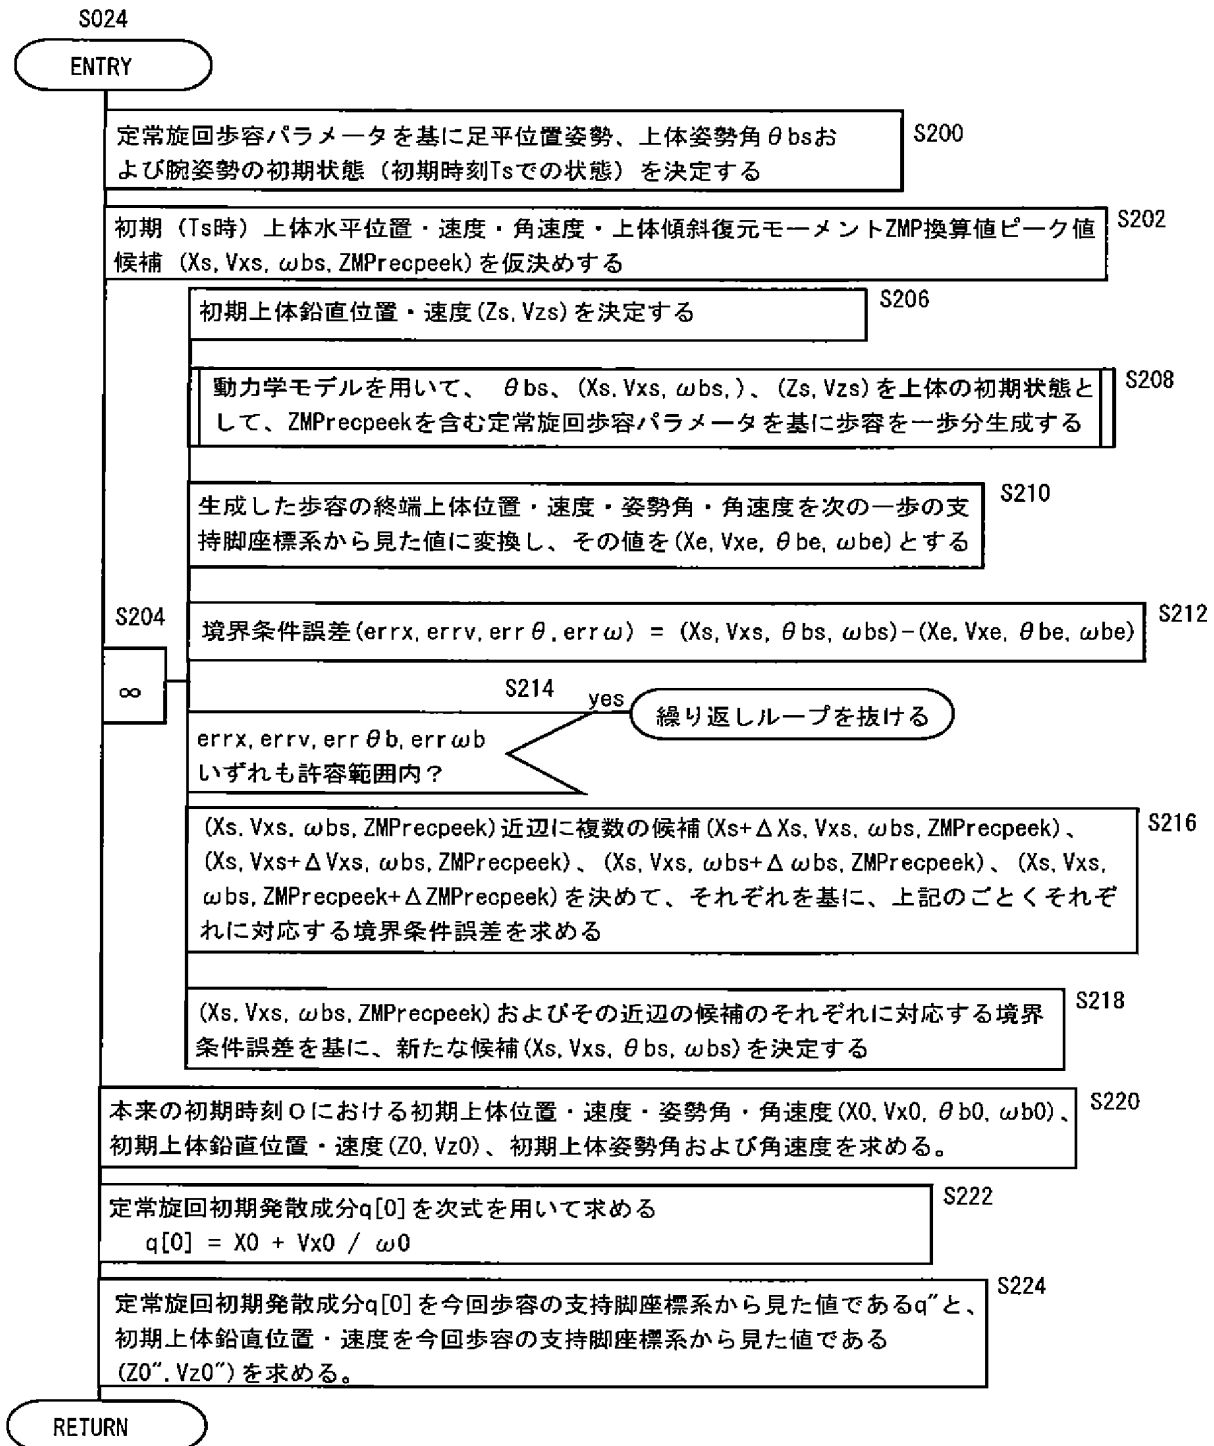 S024
ENTRY
定常旋回歩容パラメータを基に足平位置姿勢、上体姿勢角θbsお
よび腕姿勢の初期状態（初期時刻Tsでの状態）を決定する
S200
初期（Ts時）上体水平位置・速度・角速度・上体傾斜復元モーメントZMP換算値ピーク値
候補（Xs,Vxs,ωbs,ZMPrecpeek)を仮決めする
S202
初期上体鉛直位置・速度(Zs,Vzs)を決定する
S206
動力学モデルを用いて、 θbs、(Xs,Vxs,ωbs,)、(Zs,Vzs)を上体の初期状態と
して、ZMPrecpeekを含む定常旋回歩容パラメータを基に歩容を一歩分生成する
S208
生成した歩容の終端上体位置・速度・姿勢角・角速度を次の一歩の支
持脚座標系から見た値に変換し、その値を(Xe,Vxe,θbe,ωbe)とする
S210
S204
∞
境界条件誤差(errx,errv,errθ,errω) = (Xs,Vxs,θbs,ωbs)-(Xe,Vxe,θbe,ωbe)
S212
S214
errx,errv,errθb,errωb
いずれも許容範囲内？
yes
繰り返しループを抜ける
(Xs,Vxs,ωbs,ZMPrecpeek)近辺に複数の候補(Xs+ΔXs,Vxs,ωbs,ZMPrecpeek)、
(Xs,Vxs+ΔVxs,ωbs,ZMPrecpeek)、(Xs,Vxs,ωbs+Δωbs,ZMPrecpeek)、(Xs,Vxs,
ωbs,ZMPrecpeek+ΔZMPrecpeek)を決めて、それぞれを基に、上記のごとくそれぞ
れに対応する境界条件誤差を求める
S216
(Xs,Vxs,ωbs,ZMPrecpeek)およびその近辺の候補のそれぞれに対応する境界
条件誤差を基に、新たな候補(Xs,Vxs,θbs,ωbs)を決定する
S218
本来の初期時刻０における初期上体位置・速度・姿勢角・角速度(X0,Vx0,θb0,ωb0)、
初期上体鉛直位置・速度(Z0,Vz0)、初期上体姿勢角および角速度を求める。
S220
定常旋回初期発散成分q[0]を次式を用いて求める
q[0] = X0 + Vx0 / ω0
S222
定常旋回初期発散成分q[0]を今回歩容の支持脚座標系から見た値であるq″と、
初期上体鉛直位置・速度を今回歩容の支持脚座標系から見た値である
(Z0″,Vz0″)を求める。
S224
RETURN